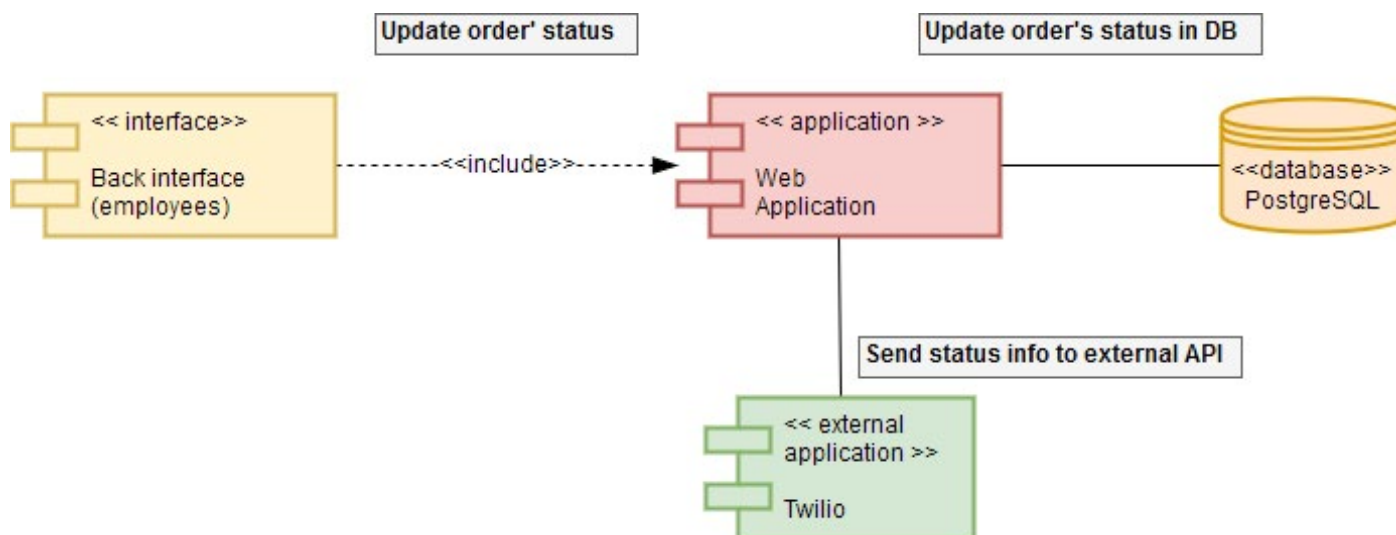 Update order' status
Update order's status in DB
<< interface>>
Back interface
(employees)
<<include>>
<< application >>
Web
Application
<<database>>
PostgreSQL
Send status info to external API
<< external
application >>
Twilio